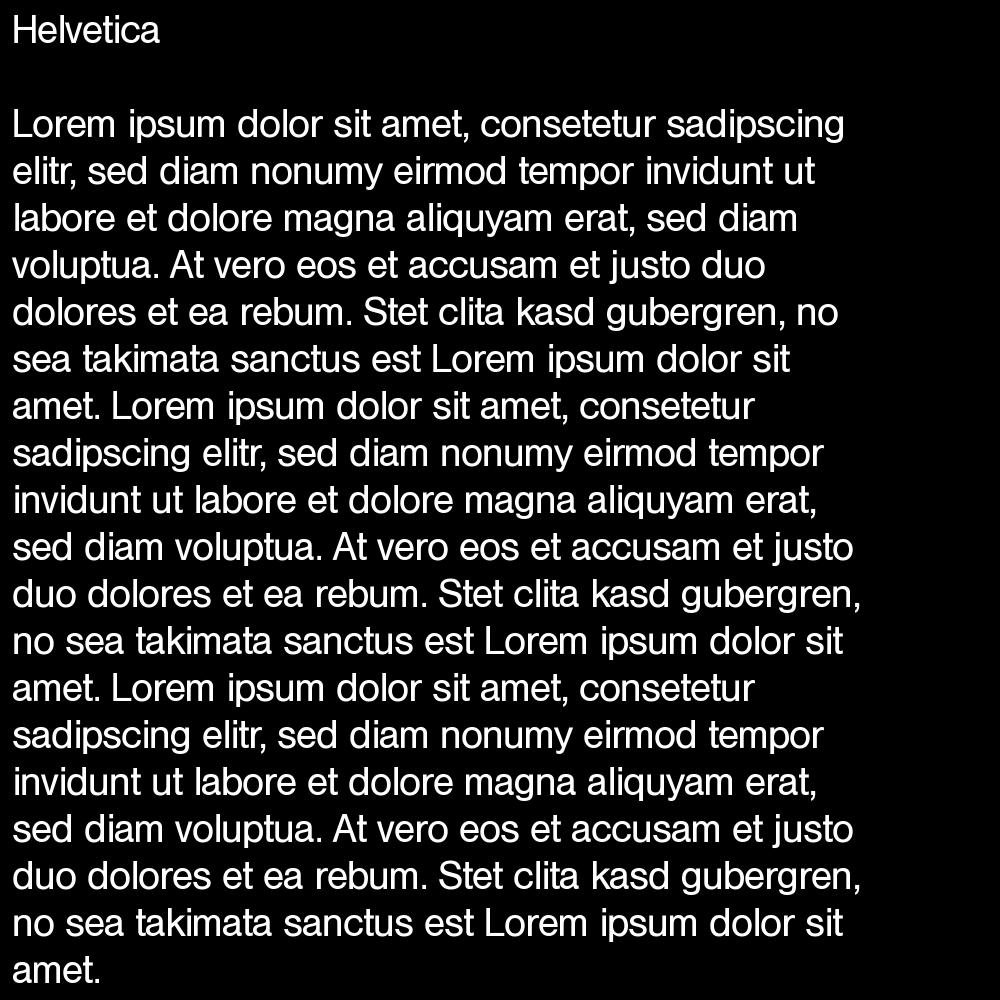 Helvetica

Lorem ipsum dolor sit amet, consetetur sadipscing
elitr, sed diam nonumy eirmod tempor invidunt ut
labore et dolore magna aliquyam erat, sed diam
voluptua. At vero eos et accusam et justo duo
dolores et ea rebum. Stet clita kasd gubergren, no
sea takimata sanctus est Lorem ipsum dolor sit
amet. Lorem ipsum dolor sit amet, consetetur
sadipscing elitr, sed diam nonumy eirmod tempor
invidunt ut labore et dolore magna aliquyam erat,
sed diam voluptua. At vero eos et accusam et justo
duo dolores et ea rebum. Stet clita kasd gubergren,
no sea takimata sanctus est Lorem ipsum dolor sit
amet. Lorem ipsum dolor sit amet, consetetur
sadipscing elitr, sed diam nonumy eirmod tempor
invidunt ut labore et dolore magna aliquyam erat,
sed diam voluptua. At vero eos et accusam et justo
duo dolores et ea rebum. Stet clita kasd gubergren,
no sea takimata sanctus est Lorem ipsum dolor sit
amet.